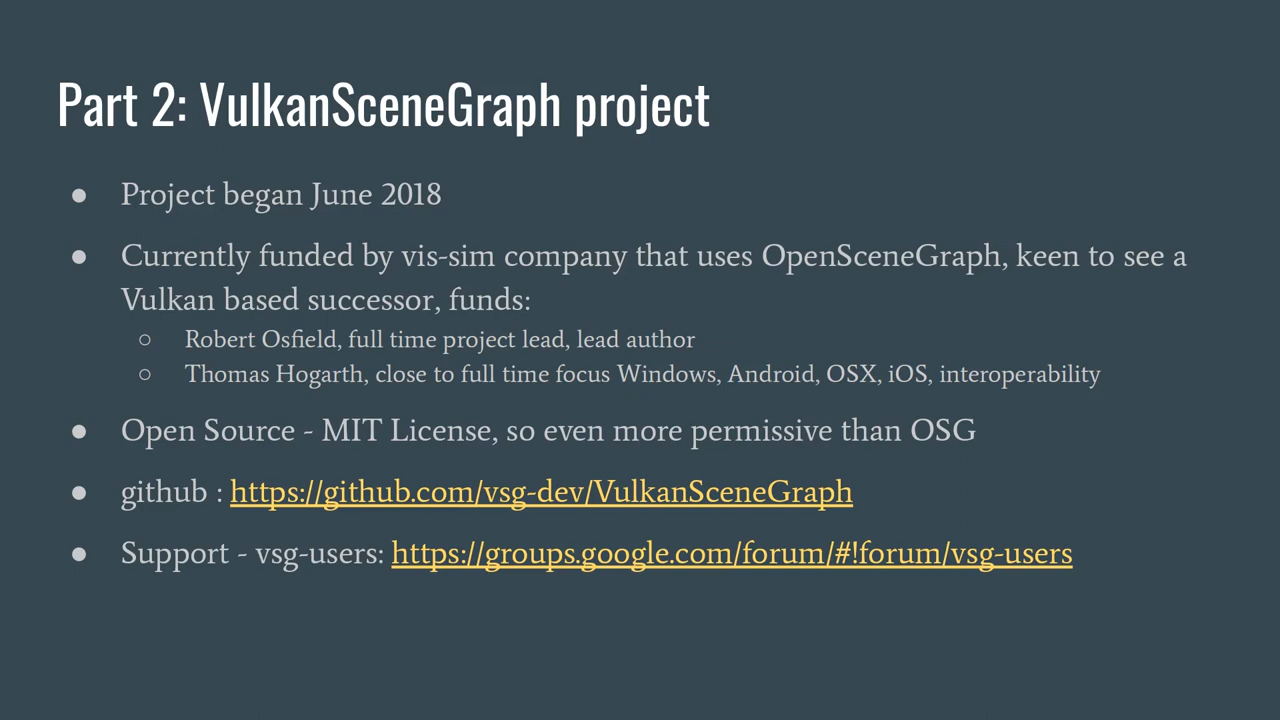 Part 2: VulkanSceneGraph project
● Project began June 2018
● Currently funded by vis-sim company that uses OpenSceneGraph, keen to see a
Vulkan based successor, funds:
○ Robert Osfield, full time project lead, lead author
○ Thomas Hogarth, close to full time focus Windows, Android, OSX, iOS, interoperability
● Open Source - MIT License, so even more permissive than OSG
● github : https://github.com/vsg-dev/VulkanSceneGraph
● Support - vsg-users: https://groups.google.com/forum/#!forum/vsg-users